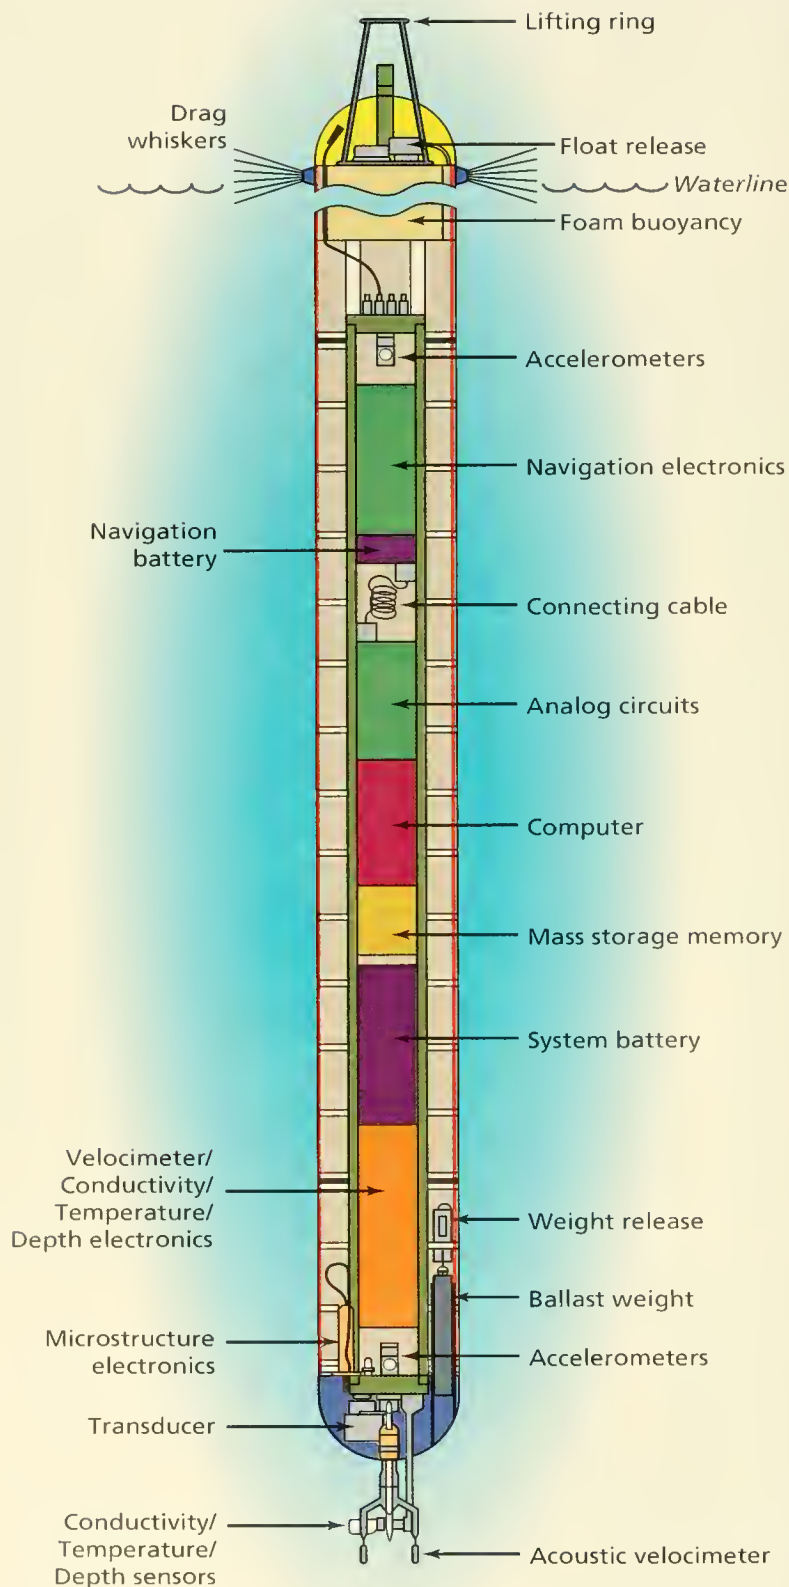 Lifting ring
Drag
whiskers
Float release
Waterline
Foam buoyancy
Accelerometers
Navigation electronics
Navigation
battery
Connecting cable
Analog circuits
Computer
Mass storage memory
System battery
Velocimeter/
Conductivity/
Temperature/
Depth electronics
Weight release
Ballast weight
Microstructure
electronics
Accelerometers
Transducer
Conductivity/
Temperature/
Depth sensors
Acoustic velocimeter